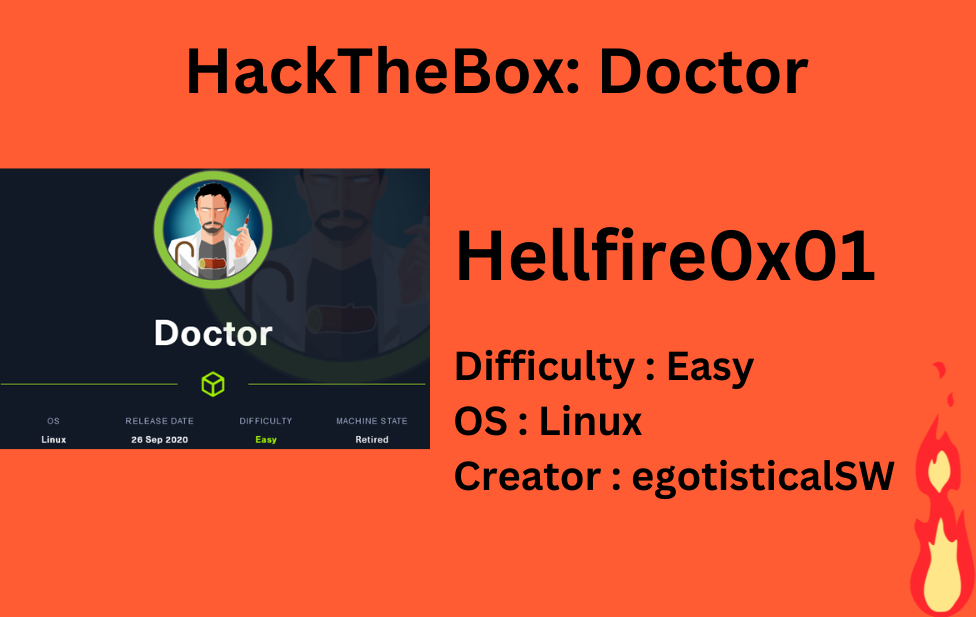 HackTheBox: Doctor
Doctor
OS RELEASE DATE DIFFICULTY MACHINE STATE
Linux 26 Sep 2020 Easy Retired
Hellfire0x01
Difficulty : Easy
OS : Linux
Creator : egotisticalSW